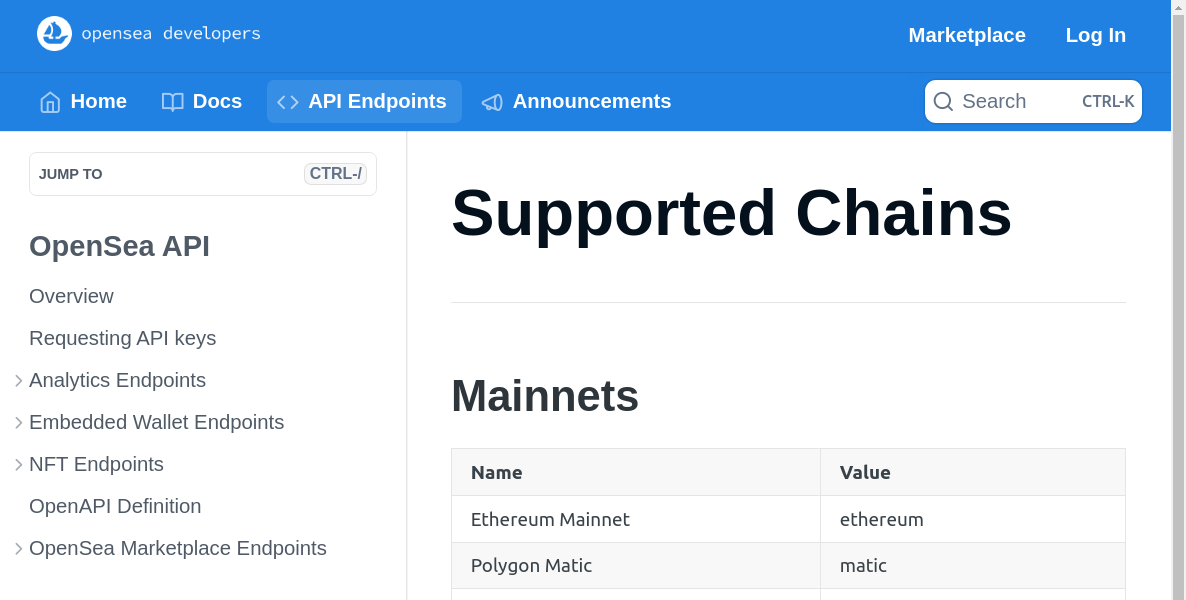 opensea developers
Marketplace
Log In
Home
Docs
API Endpoints
Announcements
Search
CTRL-K
JUMP TO
CTRL-/
OpenSea API
Overview
Requesting API keys
Analytics Endpoints
Embedded Wallet Endpoints
NFT Endpoints
OpenAPI Definition
OpenSea Marketplace Endpoints
Supported Chains
Mainnets
Name Value
Ethereum Mainnet ethereum
Polygon Matic matic